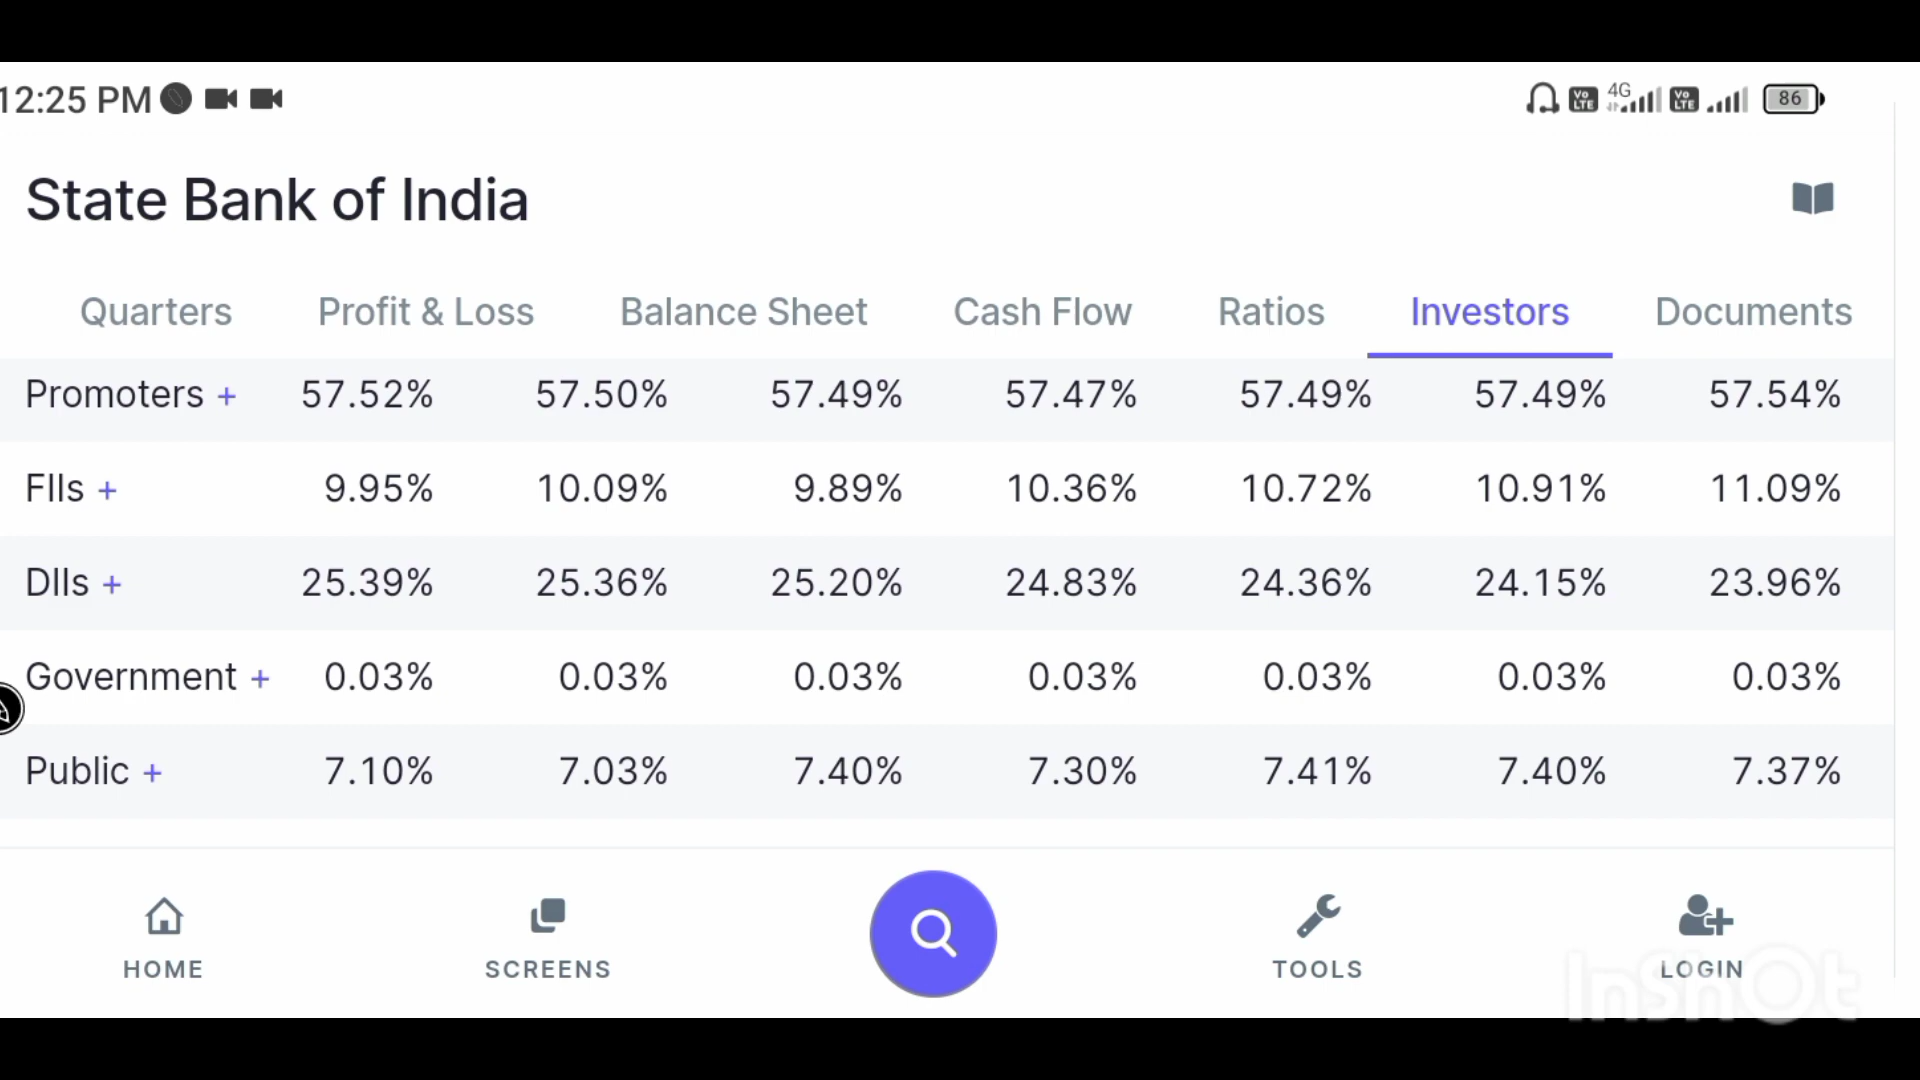 12:25 PM 4G 86
State Bank of India
Quarters Profit & Loss Balance Sheet Cash Flow Ratios Investors Documents
Promoters + 57.52% 57.50% 57.49% 57.47% 57.49% 57.49% 57.54%
FIIs + 9.95% 10.09% 9.89% 10.36% 10.72% 10.91% 11.09%
DIIs + 25.39% 25.36% 25.20% 24.83% 24.36% 24.15% 23.96%
Government + 0.03% 0.03% 0.03% 0.03% 0.03% 0.03% 0.03%
Public + 7.10% 7.03% 7.40% 7.30% 7.41% 7.40% 7.37%
HOME SCREENS TOOLS LOGIN
InShOt